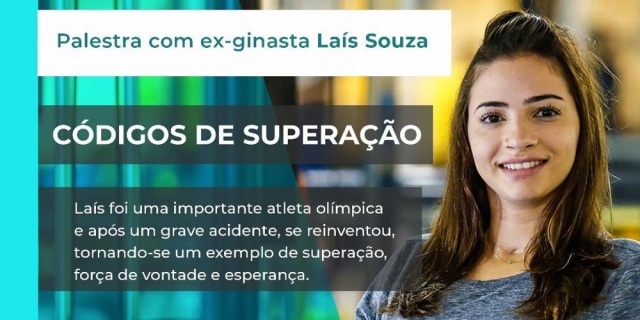 Palestra com ex-ginasta Laís Souza
CÓDIGOS DE SUPERAÇÃO
Laís foi uma importante atleta olímpica
e após um grave acidente, se reinventou,
tornando-se um exemplo de superação,
força de vontade e esperança.